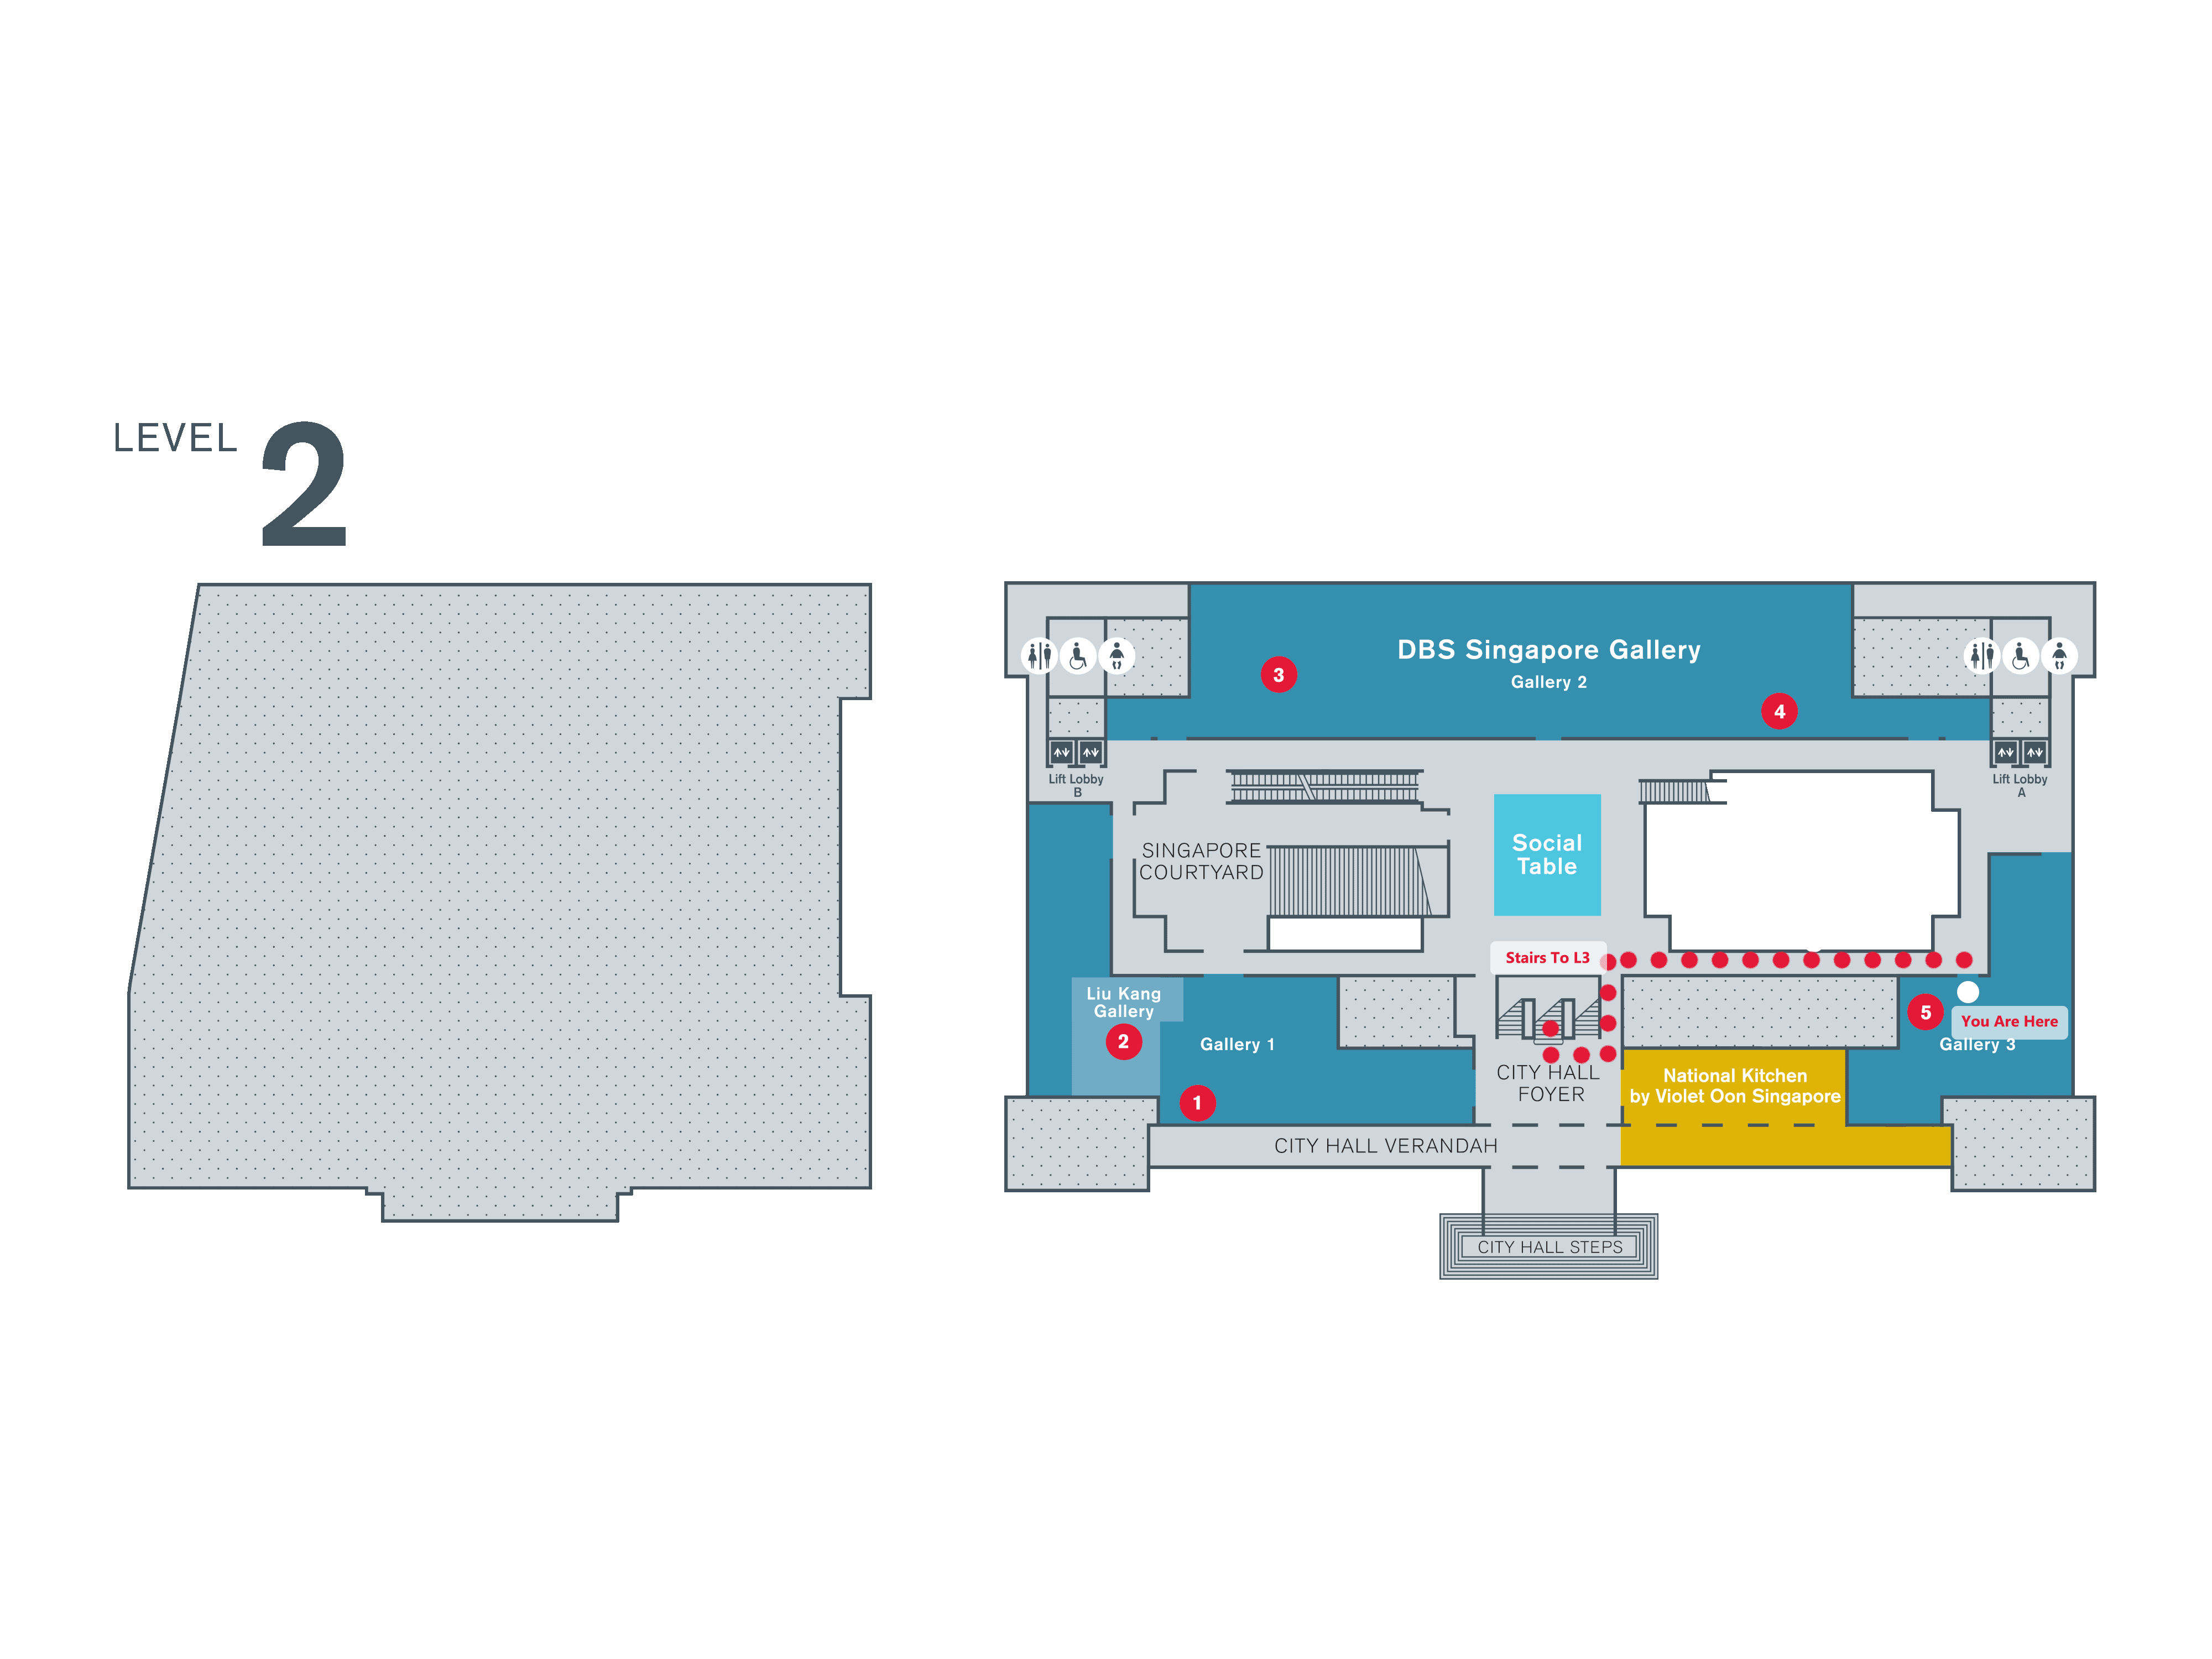 LEVEL 2
DBS Singapore Gallery
Gallery 2
3
4
Lift Lobby
B
Lift Lobby
A
SINGAPORE
COURTYARD
Social
Table
Stairs To L3
Liu Kang
Gallery
2
Gallery 1
1
5
You Are Here
Gallery 3
CITY HALL
FOYER
National Kitchen
by Violet Oon Singapore
CITY HALL VERANDAH
CITY HALL STEPS